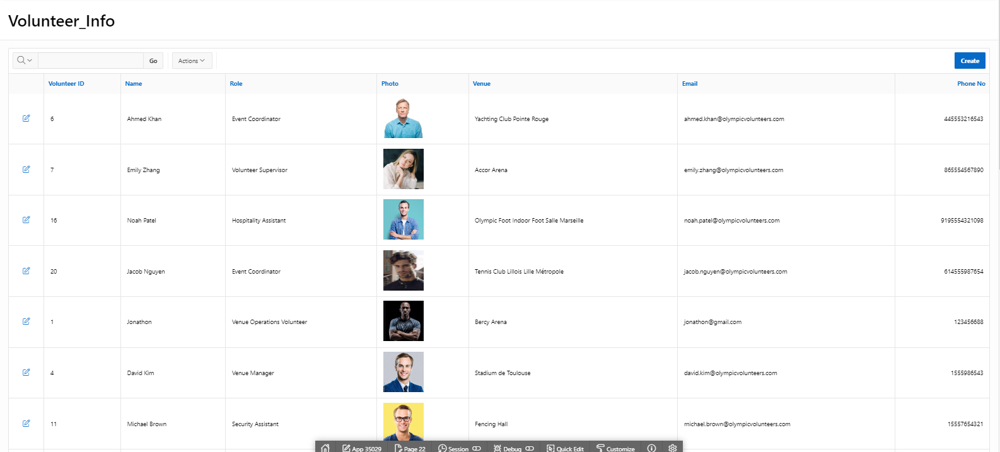 Volunteer_Info
Go Actions Create
Volunteer ID Name Role Photo Venue Email Phone No
6 Ahmed Khan Event Coordinator Yachting Club Pointe Rouge ahmed.khan@olympicvolunteers.com 445553216543
7 Emily Zhang Volunteer Supervisor Accor Arena emily.zhang@olympicvolunteers.com 865554567890
16 Noah Patel Hospitality Assistant Olympic Foot Indoor Foot Salle Marseille noah.patel@olympicvolunteers.com 9195554321098
20 Jacob Nguyen Event Coordinator Tennis Club Lillois Lille Métropole jacob.nguyen@olympicvolunteers.com 614555987654
1 Jonathon Venue Operations Volunteer Bercy Arena jonathon@gmail.com 123456688
4 David Kim Venue Manager Stadium de Toulouse david.kim@olympicvolunteers.com 1555986543
11 Michael Brown Security Assistant Fencing Hall michael.brown@olympicvolunteers.com 15557654321
App 35029 Page 22 Session Debug Quick Edit Customize